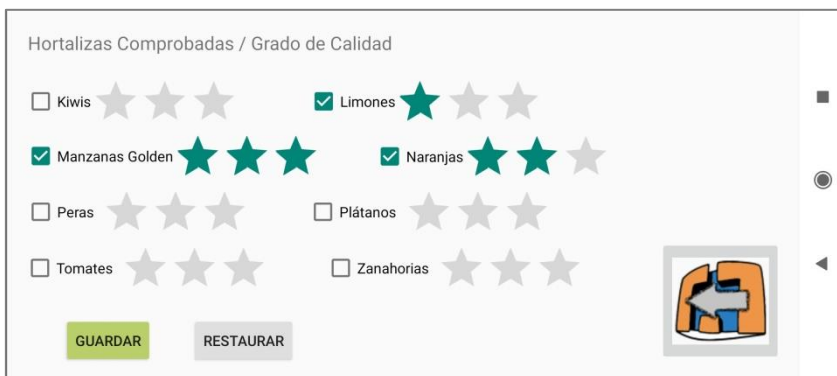 Hortalizas Comprobadas / Grado de Calidad
Kiwis
Limones
Manzanas Golden
Naranjas
Peras
Plátanos
Tomates
Zanahorias
GUARDAR
RESTAURAR